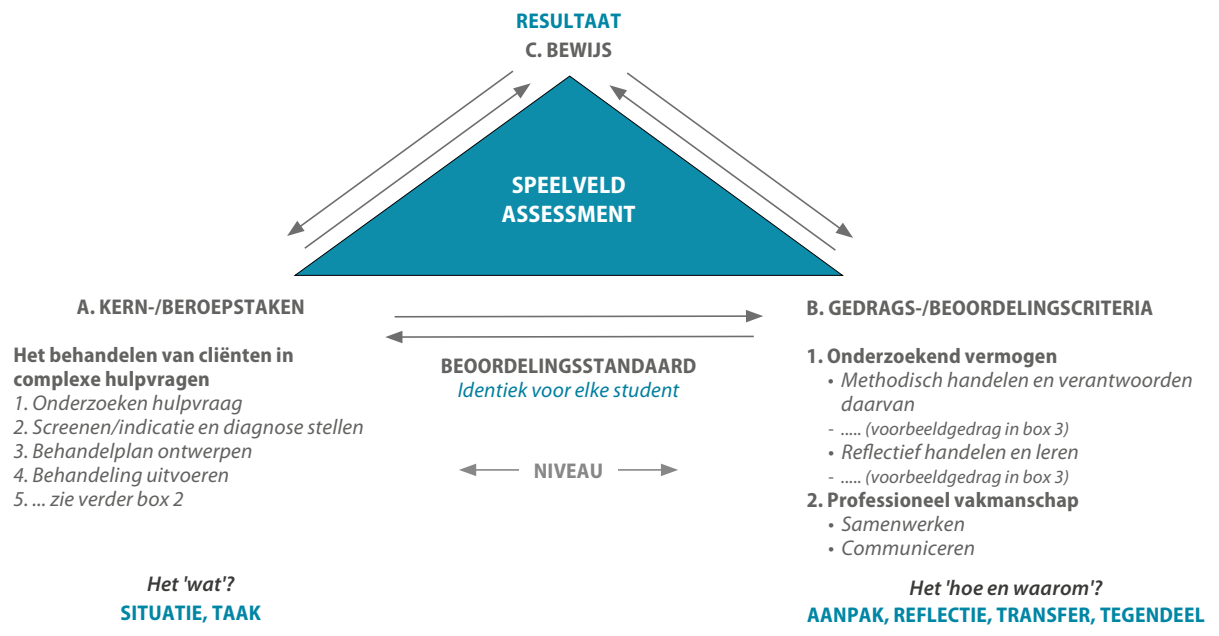 RESULTAAT
C. BEWIJS
SPEELVELD
ASSESSMENT
A. KERN-/BEROEPSTAKEN
Het behandelen van cliënten in
complexe hulpvragen
1. Onderzoeken hulpvraag
2. Screenen/indicatie en diagnose stellen
3. Behandelplan ontwerpen
4. Behandeling uitvoeren
5. ... zie verder box 2
Het 'wat'?
SITUATIE, TAAK
BEOORDELINGSSTANDAARD
Identiek voor elke student
NIVEAU
B. GEDRAGS-/BEOORDELINGSCRITERIA
1. Onderzoekend vermogen
• Methodisch handelen en verantwoorden
daarvan
- ..... (voorbeeldgedrag in box 3)
• Reflectief handelen en leren
- ..... (voorbeeldgedrag in box 3)
2. Professioneel vakmanschap
• Samenwerken
• Communiceren
Het 'hoe en waarom'?
AANPAK, REFLECTIE, TRANSFER, TEGENDEEL